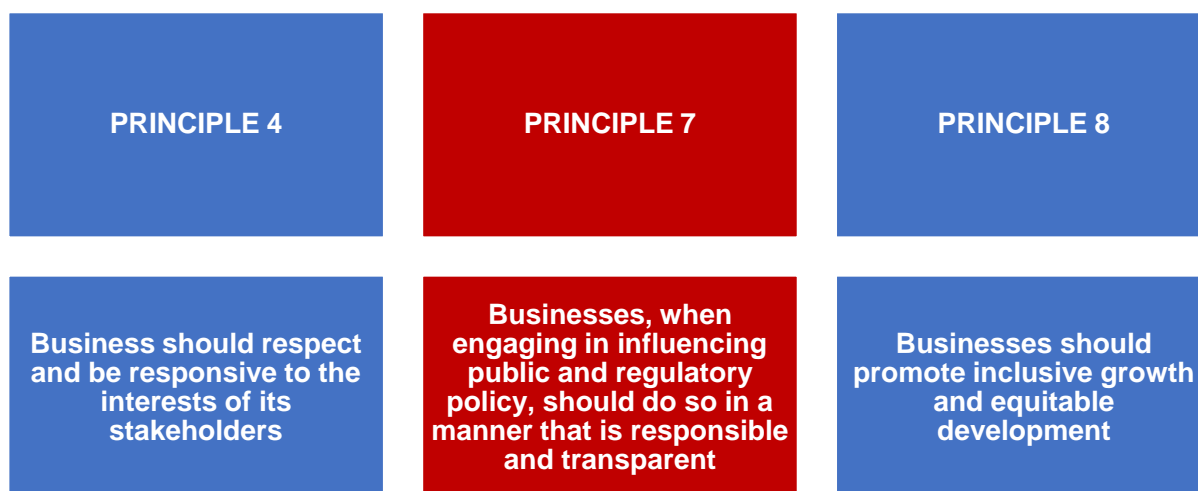 PRINCIPLE 4
PRINCIPLE 7
PRINCIPLE 8
Business should respect
and be responsive to the
interests of its
stakeholders
Businesses, when
engaging in influencing
public and regulatory
policy, should do so in a
manner that is responsible
and transparent
Businesses should
promote inclusive growth
and equitable
development